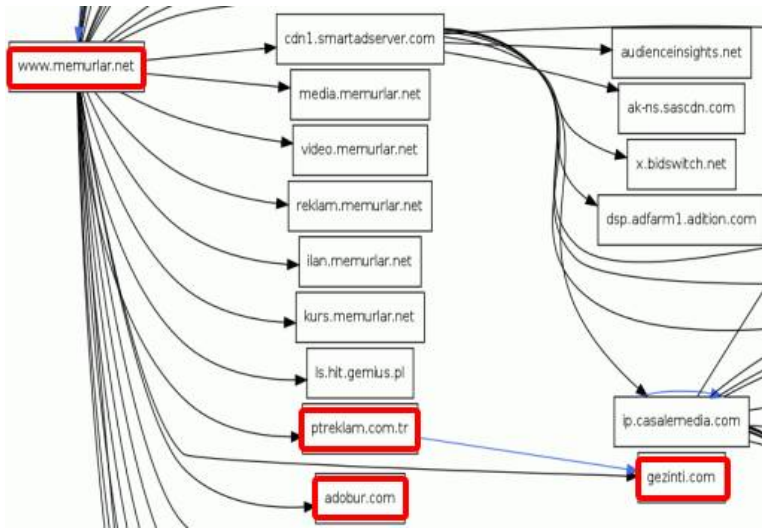 www.memurlar.net
cdn1.smartadserver.com
media.memurlar.net
video.memurlar.net
reklam.memurlar.net
ilan.memurlar.net
kurs.memurlar.net
ls.hit.gemius.pl
ptreklam.com.tr
adobur.com
audienceinsights.net
ak-ns.sascdn.com
x.bidswitch.net
dsp.adfarm1.adition.com
ip.casalemedia.com
gezinti.com